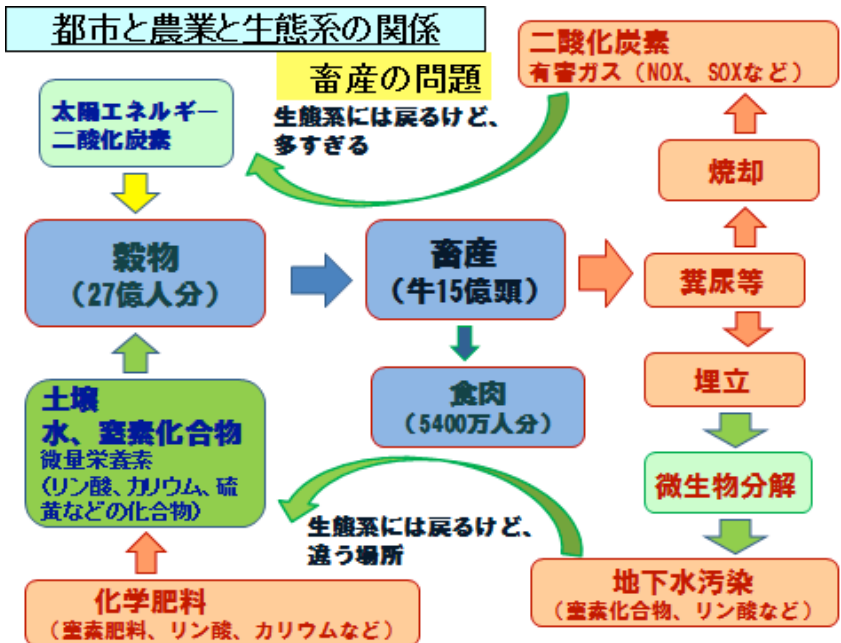 都市と農業と生態系の関係
畜産の問題
二酸化炭素
有害ガス（NOX、SOXなど）
太陽エネルギー
二酸化炭素
生態系には戻るけど、
多すぎる
焼却
穀物
（27億人分）
畜産
（牛15億頭）
糞尿等
埋立
食肉
（5400万人分）
土壌
水、窒素化合物
微量栄養素
（リン酸、カリウム、硫
黄などの化合物）
微生物分解
生態系には戻るけど、
違う場所
地下水汚染
（窒素化合物、リン酸など）
化学肥料
（窒素肥料、リン酸、カリウムなど）